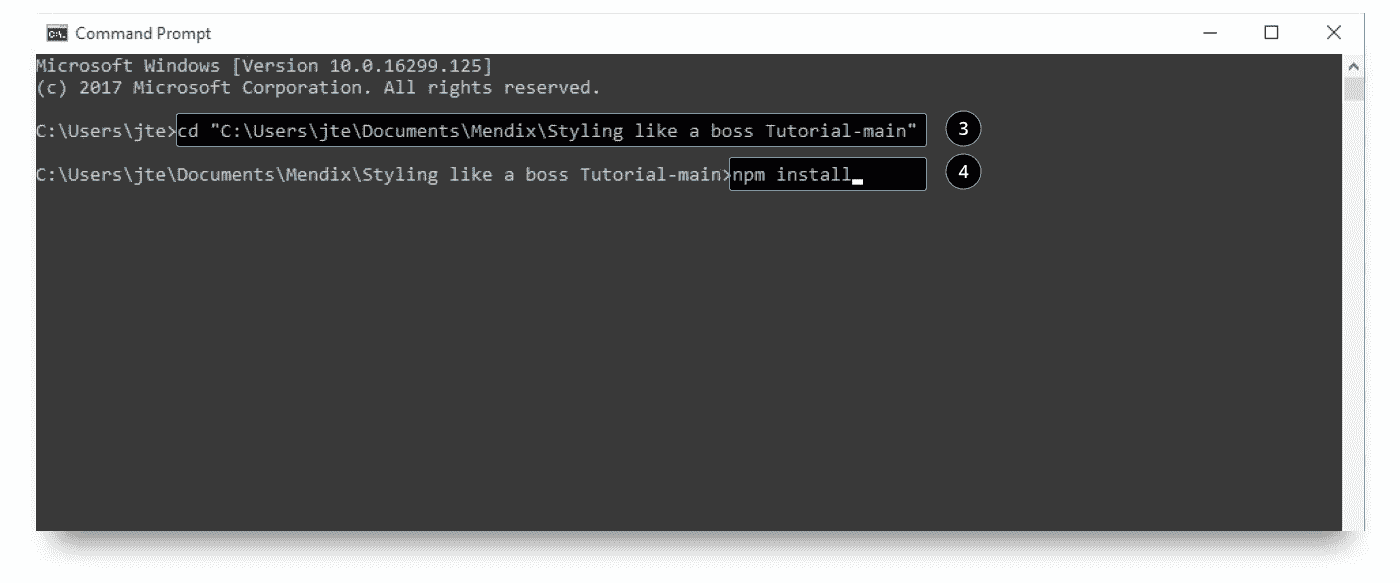 Command Prompt
Microsoft Windows [Version 10.0.16299.125]
(c) 2017 Microsoft Corporation. All rights reserved.
C:\Users\jte>cd "C:\Users\jte\Documents\Mendix\Styling like a boss Tutorial-main" 3
C:\Users\jte\Documents\Mendix\Styling like a boss Tutorial-main>npm install 4